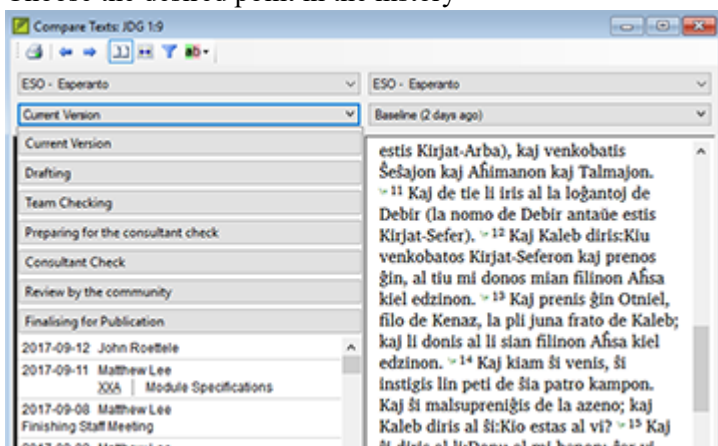 Compare Texts: JDG 1:9
ESO - Esperanto
ESO - Esperanto
Current Version
Baseline (2 days ago)
Current Version
Drafting
Team Checking
Preparing for the consultant check
Consultant Check
Review by the community
Finalising for Publication
2017-09-12 John Roettele
2017-09-11 Matthew Lee
XXA | Module Specifications
2017-09-08 Matthew Lee
Finishing Staff Meeting
estis Kirjat-Arba), kaj venkobatis
Ŝeŝajon kaj Aĥimanon kaj Talmajon.
11 Kaj de tie li iris al la loĝantoj de
Debir (la nomo de Debir antaŭe estis
Kirjat-Sefer). 12 Kaj Kaleb diris:Kiu
venkobatos Kirjat-Seferon kaj prenos
ĝin, al tiu mi donos mian filinon Aĥsa
kiel edzinon. 13 Kaj prenis ĝin Otniel,
filo de Kenaz, la pli juna frato de Kaleb;
kaj li donis al li sian filinon Aĥsa kiel
edzinon. 14 Kaj kiam ŝi venis, ŝi
instigis lin peti de ŝia patro kampon.
Kaj ŝi malsupreniĝis de la azeno; kaj
Kaleb diris al ŝi:Kio estas al vi? 15 Kaj